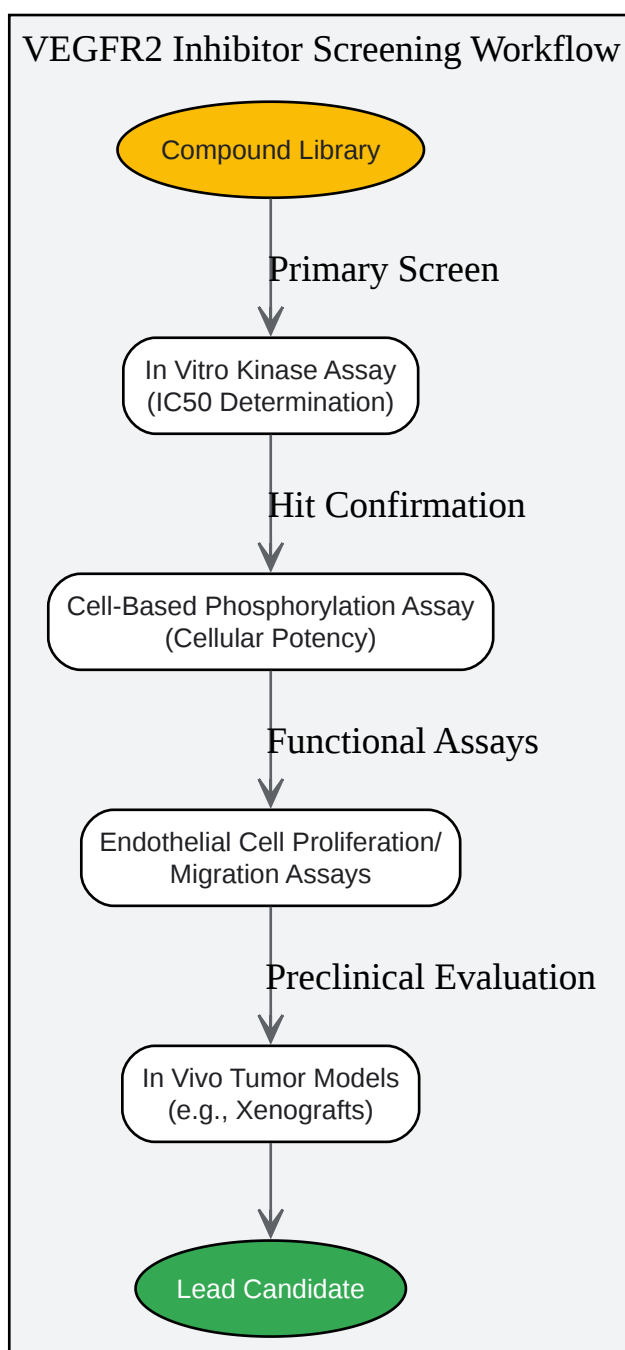 VEGFR2 Inhibitor Screening Workflow
Compound Library
Primary Screen
In Vitro Kinase Assay
(IC50 Determination)
Hit Confirmation
Cell-Based Phosphorylation Assay
(Cellular Potency)
Functional Assays
Endothelial Cell Proliferation/
Migration Assays
Preclinical Evaluation
In Vivo Tumor Models
(e.g., Xenografts)
Lead Candidate